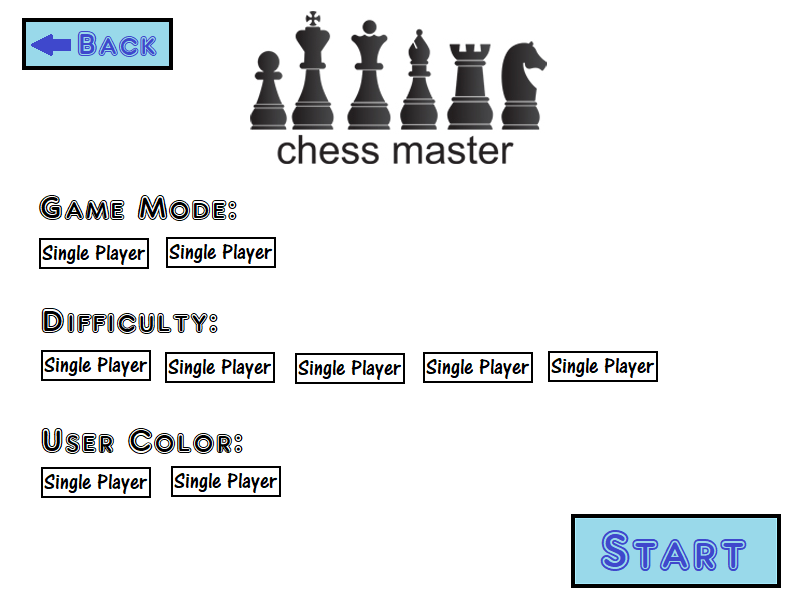 Back
chess master
Game Mode:
Single Player Single Player
Difficulty:
Single Player Single Player Single Player Single Player Single Player
User Color:
Single Player Single Player
Start